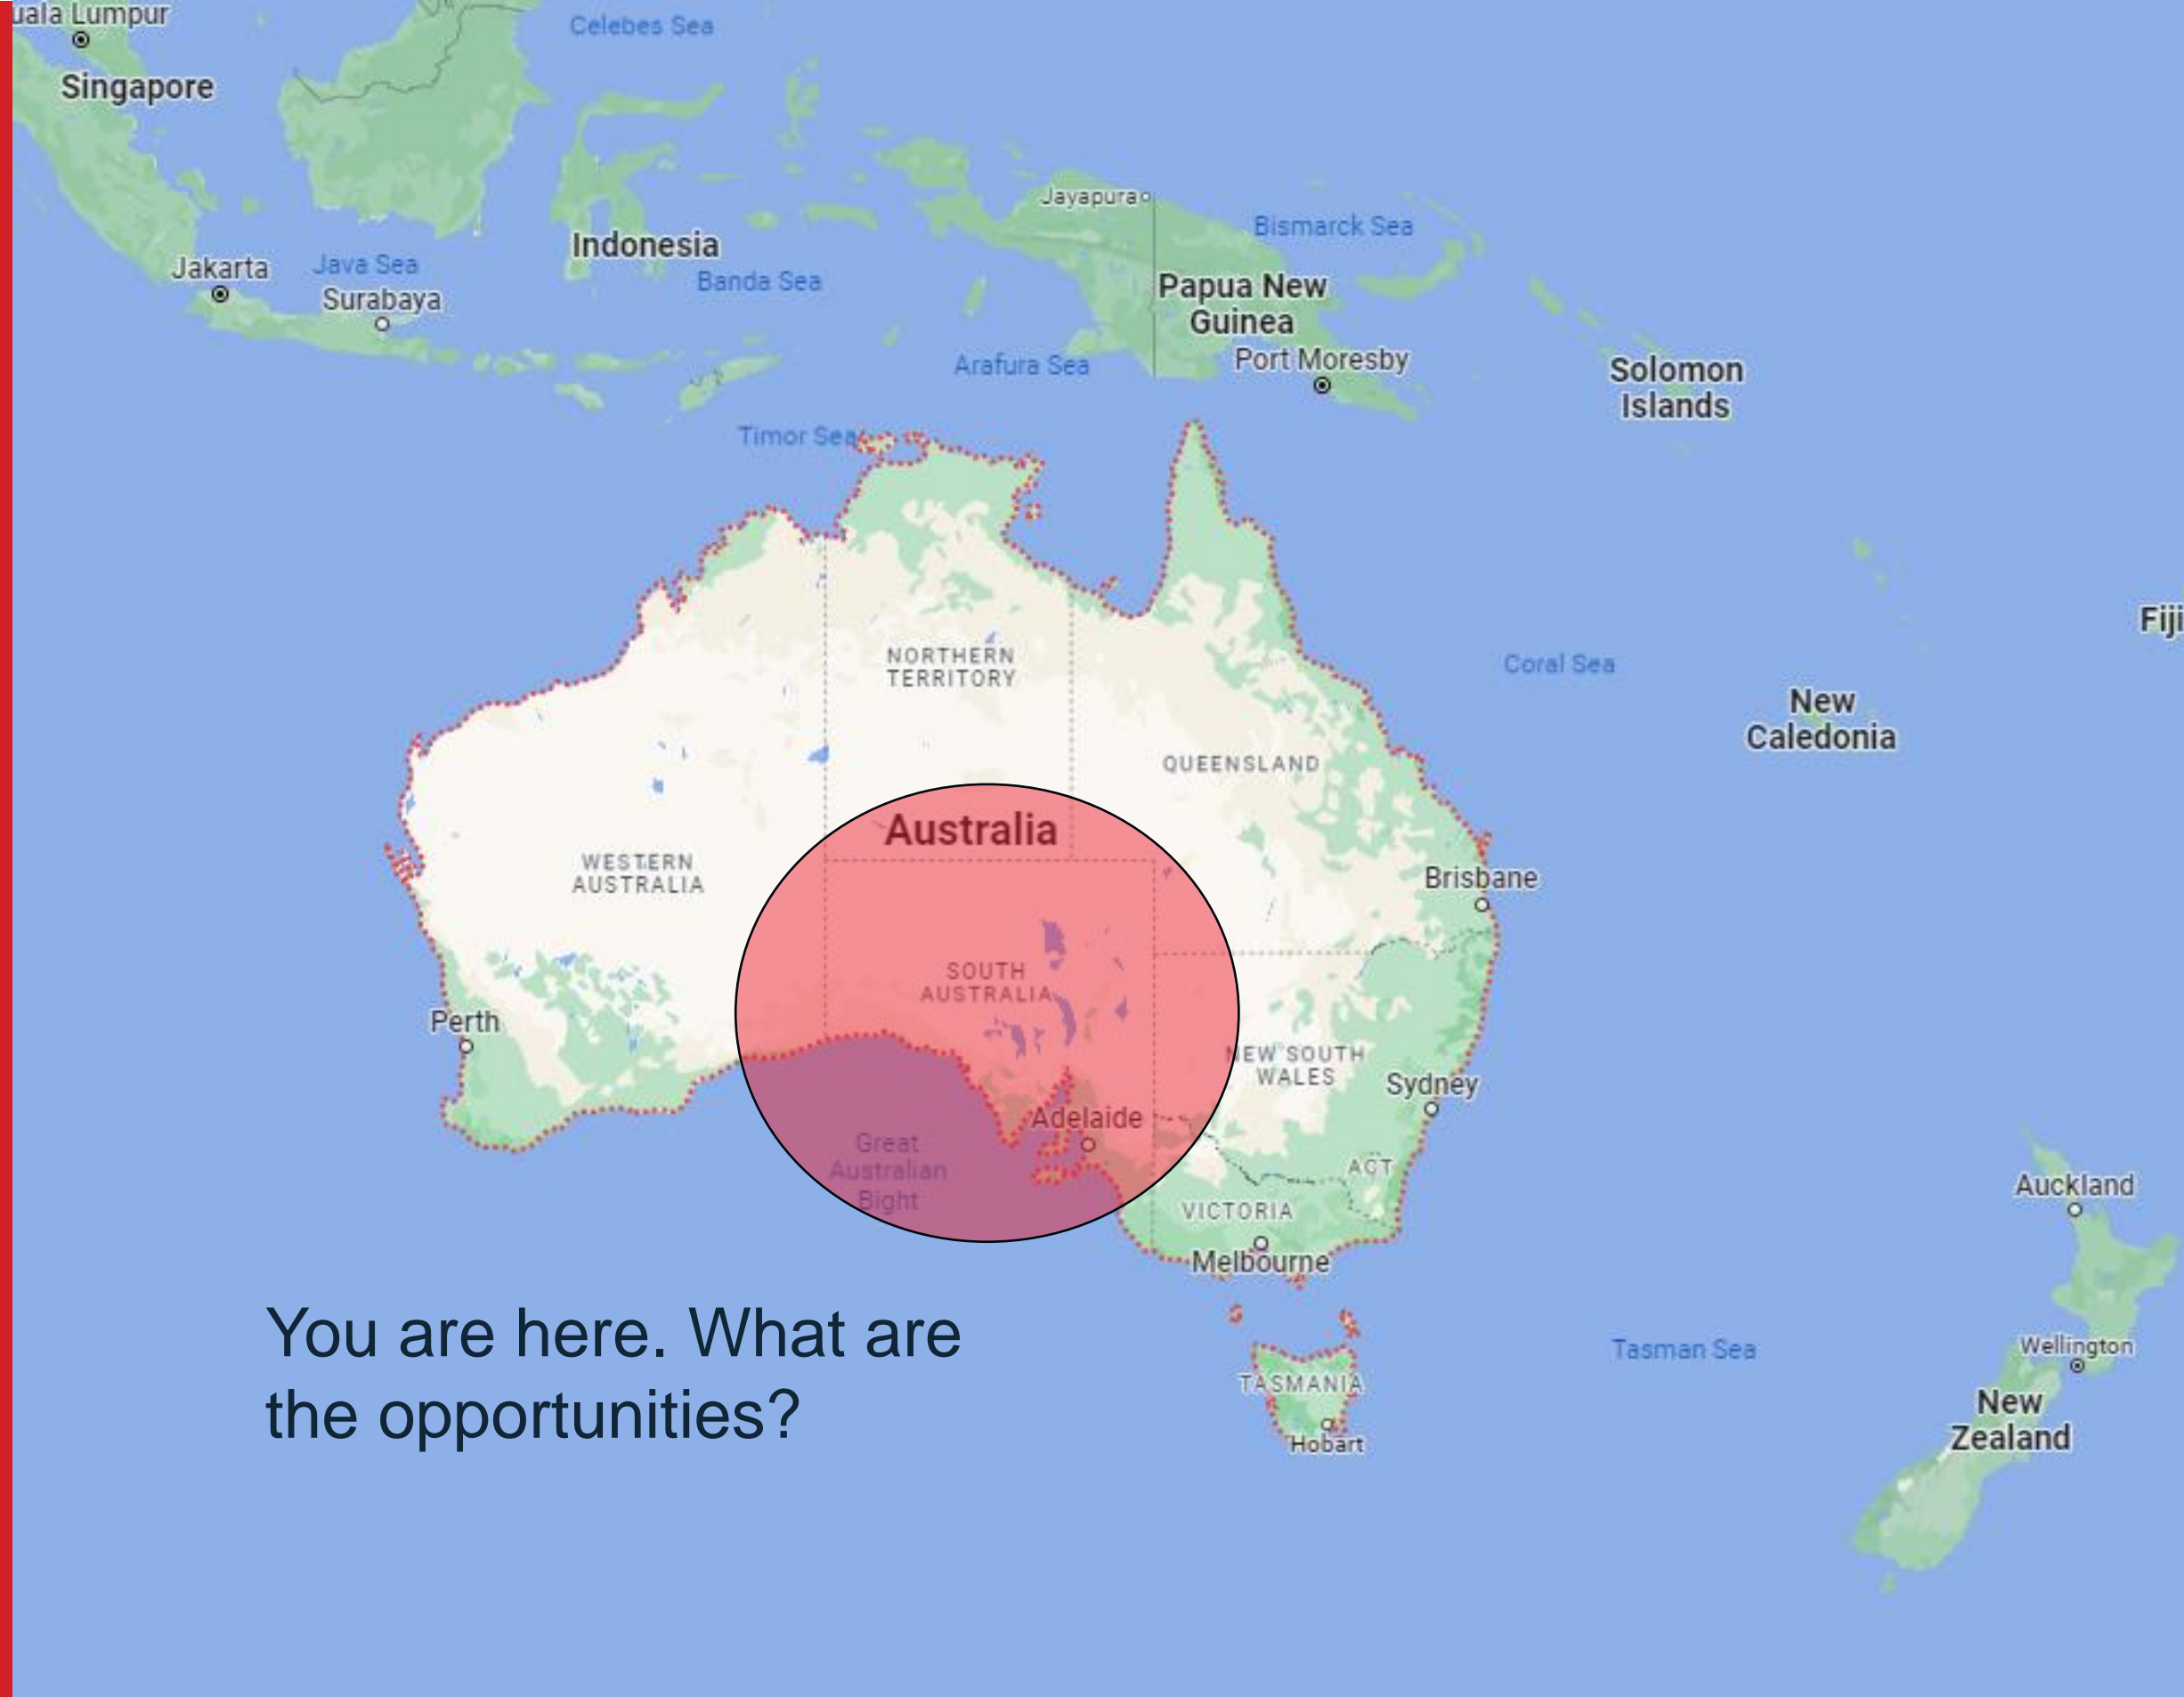 uala Lumpur
Celebes Sea
Singapore
Jayapura
Bismarck Sea
Indonesia
Jakarta
Java Sea
Banda Sea
Surabaya
Papua New
Guinea
Arafura Sea
Port Moresby
Solomon
Islands
Timor Sea
Fiji
NORTHERN
TERRITORY
Coral Sea
New
Caledonia
QUEENSLAND
Australia
WESTERN
AUSTRALIA
Brisbane
SOUTH
AUSTRALIA
Perth
NEW SOUTH
WALES
Sydney
Adelaide
Great
Australian
Bight
ACT
Auckland
VICTORIA
Melbourne
You are here. What are
the opportunities?
Tasman Sea
Wellington
TASMANIA
New
Zealand
Hobart